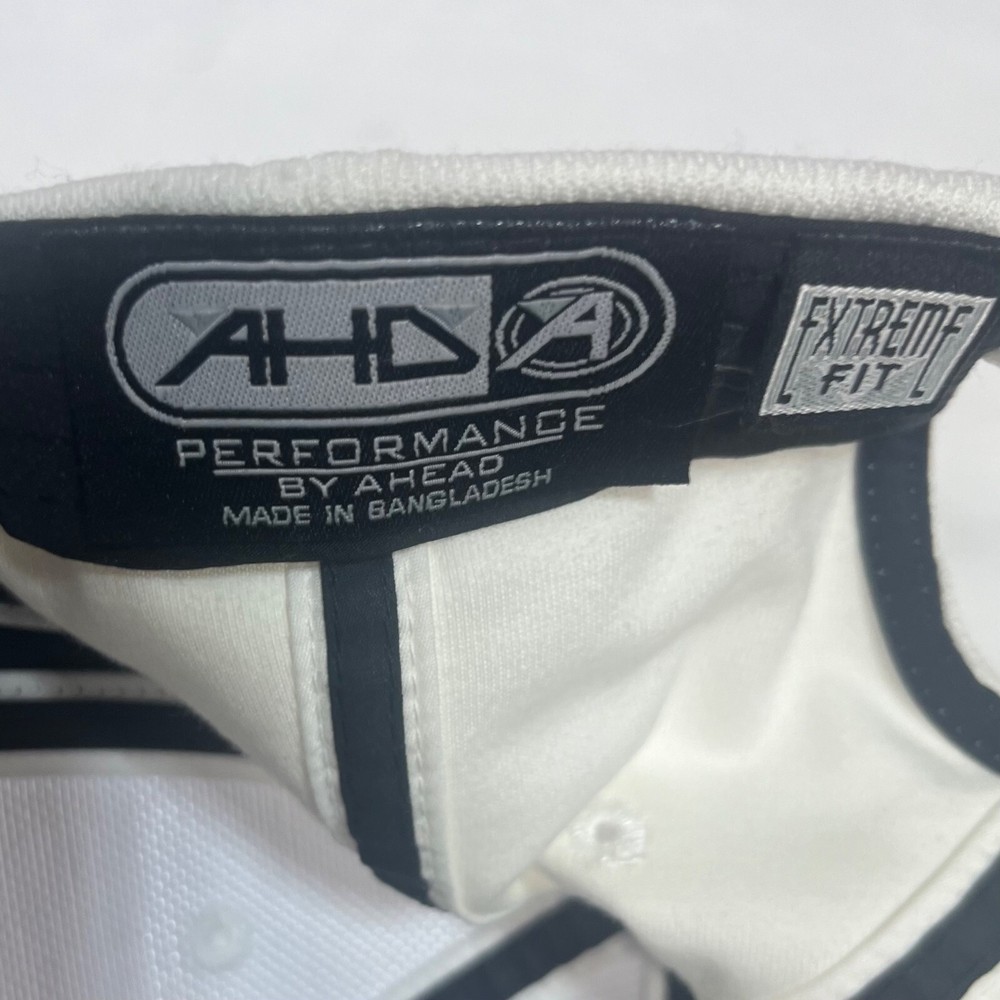 AHD A
PERFORMANCE
BY AHEAD
MADE IN BANGLADESH
EXTREME
FIT